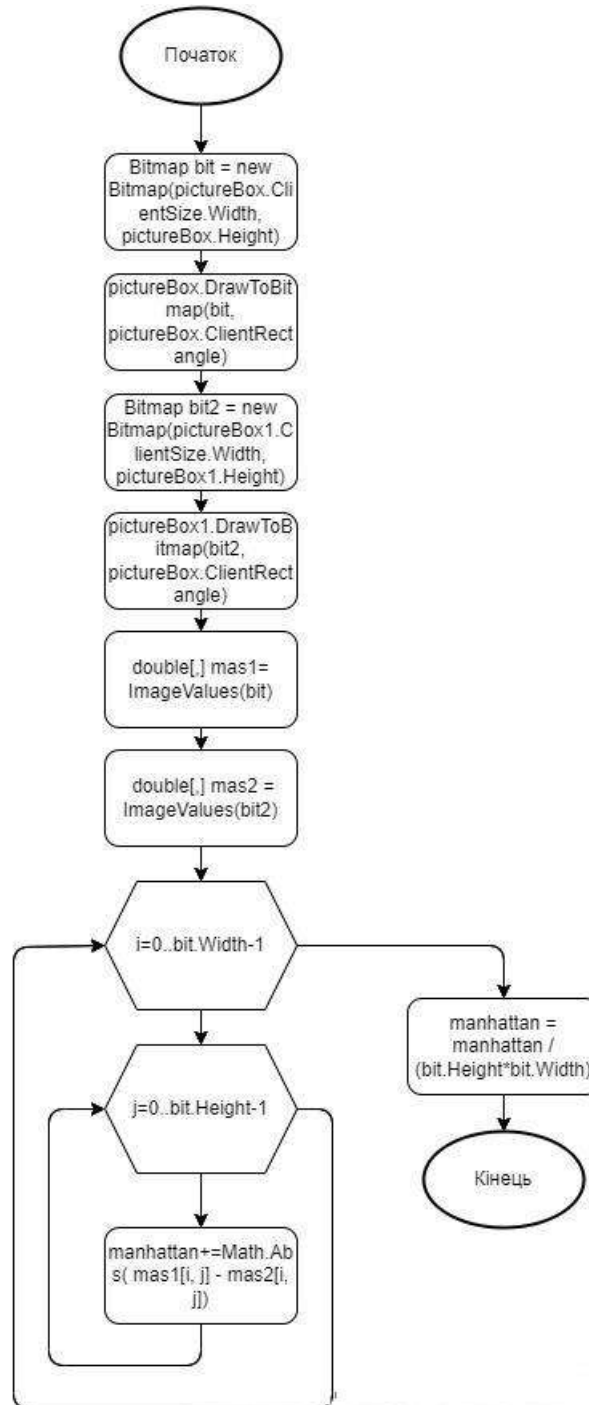 Початок
Bitmap bit = new
Bitmap(pictureBox.Cli
entSize.Width,
pictureBox.Height)
pictureBox.DrawToBit
map(bit,
pictureBox.ClientRect
angle)
Bitmap bit2 = new
Bitmap(pictureBox1.C
lientSize.Width,
pictureBox1.Height)
pictureBox1.DrawToB
itmap(bit2,
pictureBox.ClientRect
angle)
double[,] mas1=
ImageValues(bit)
double[,] mas2 =
ImageValues(bit2)
i=0..bit.Width-1
j=0..bit.Height-1
manhattan+=Math.Ab
s( mas1[i, j] - mas2[i,
j])
manhattan =
manhattan /
(bit.Height*bit.Width)
Кінець